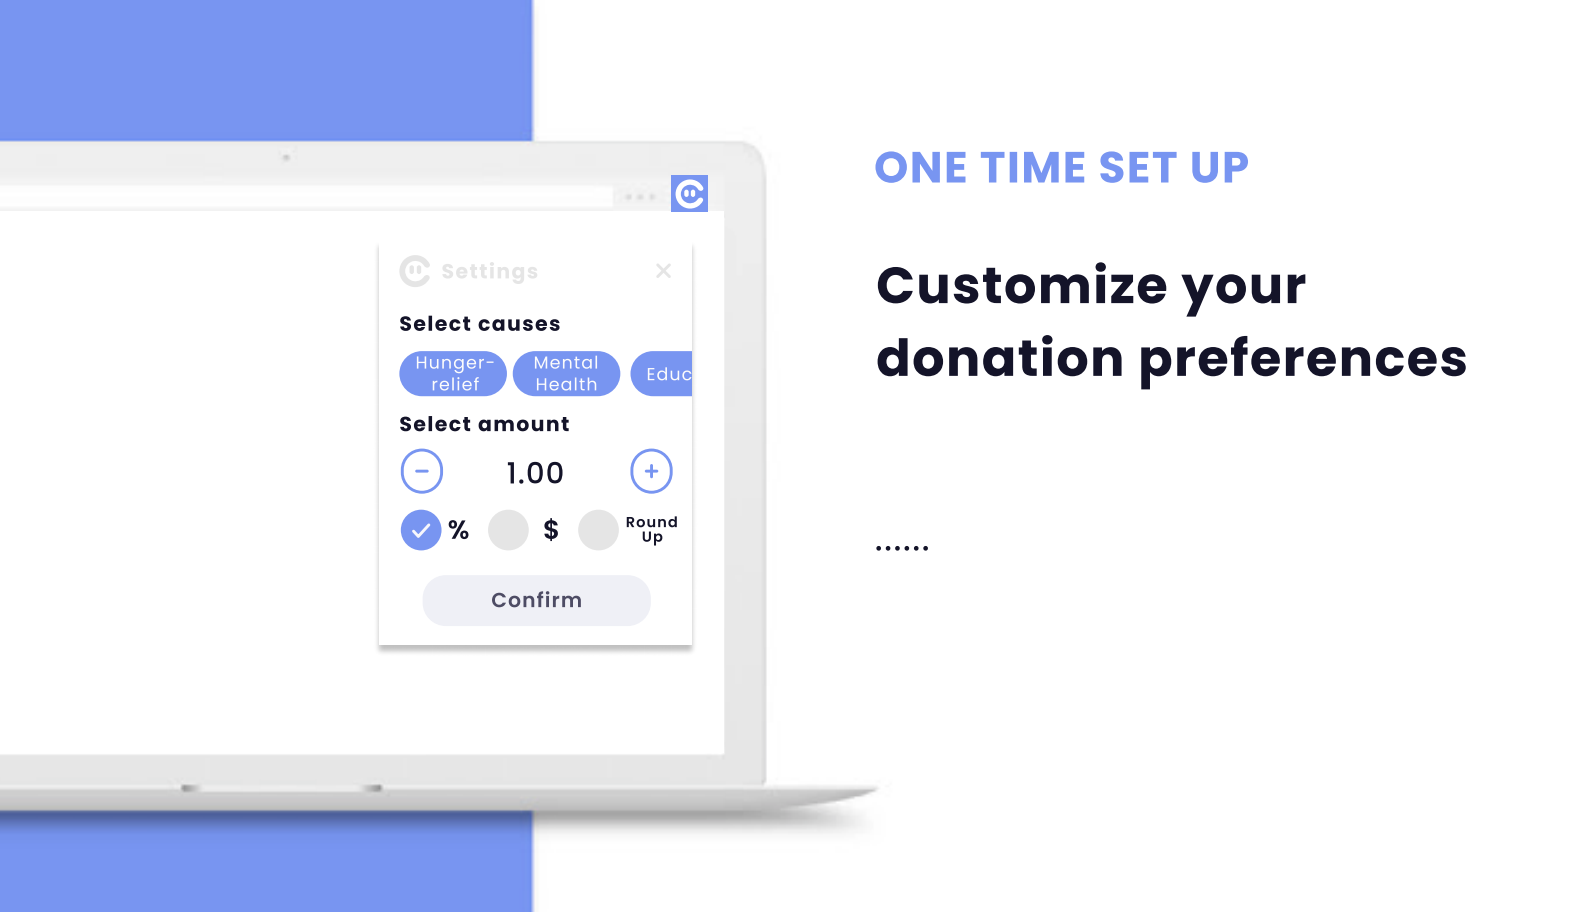 ONE TIME SET UP
Customize your
donation preferences
......
Settings
Select causes
Hunger-
relief
Mental
Health
Educ
Select amount
1.00
%
$
Round
Up
Confirm